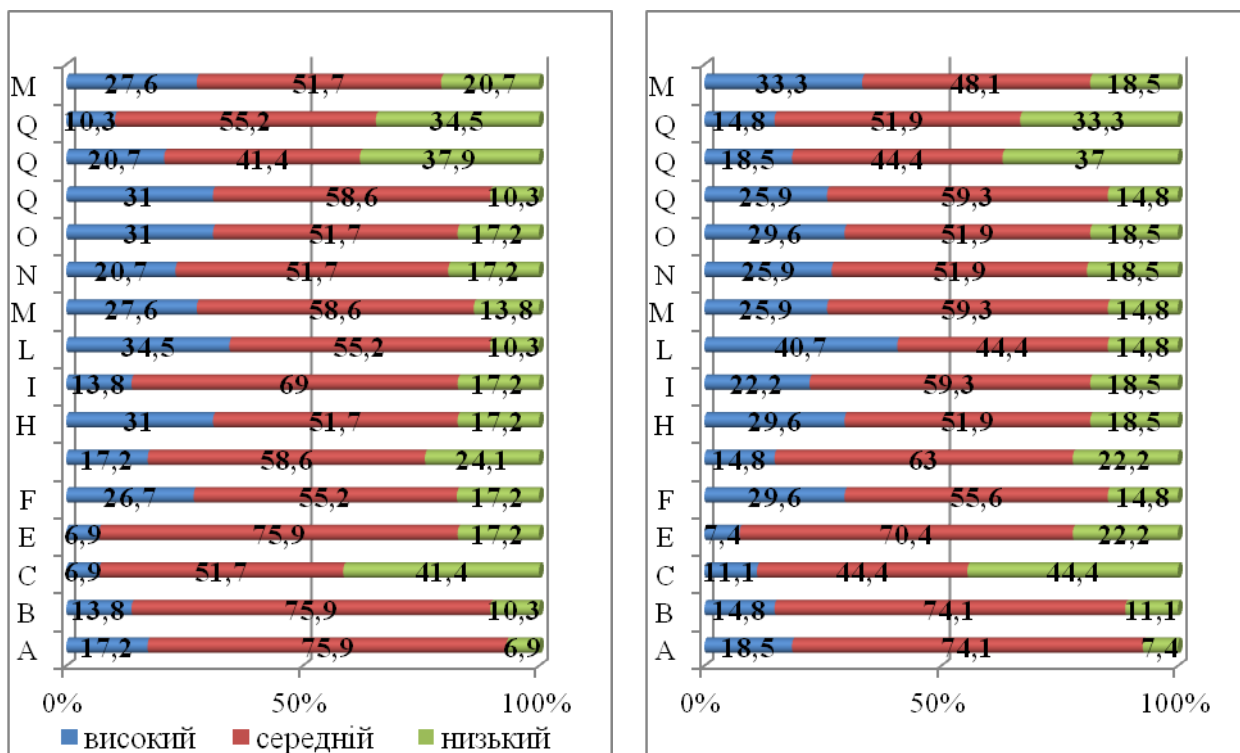 M 27,6 51,7 20,7
Q 10,3 55,2 34,5
Q 20,7 41,4 37,9
Q 31 58,6 10,3
O 31 51,7 17,2
N 20,7 51,7 17,2
M 27,6 58,6 13,8
L 34,5 55,2 10,3
I 13,8 69 17,2
H 31 51,7 17,2
17,2 58,6 24,1
F 26,7 55,2 17,2
E 6,9 75,9 17,2
C 6,9 51,7 41,4
B 13,8 75,9 10,3
A 17,2 75,9 6,9
0% 50% 100%
високий середній низький
M 33,3 48,1 18,5
Q 14,8 51,9 33,3
Q 18,5 44,4 37
Q 25,9 59,3 14,8
O 29,6 51,9 18,5
N 25,9 51,9 18,5
M 25,9 59,3 14,8
L 40,7 44,4 14,8
I 22,2 59,3 18,5
H 29,6 51,9 18,5
14,8 63 22,2
F 29,6 55,6 14,8
E 7,4 70,4 22,2
C 11,1 44,4 44,4
B 14,8 74,1 11,1
A 18,5 74,1 7,4
0% 50% 100%